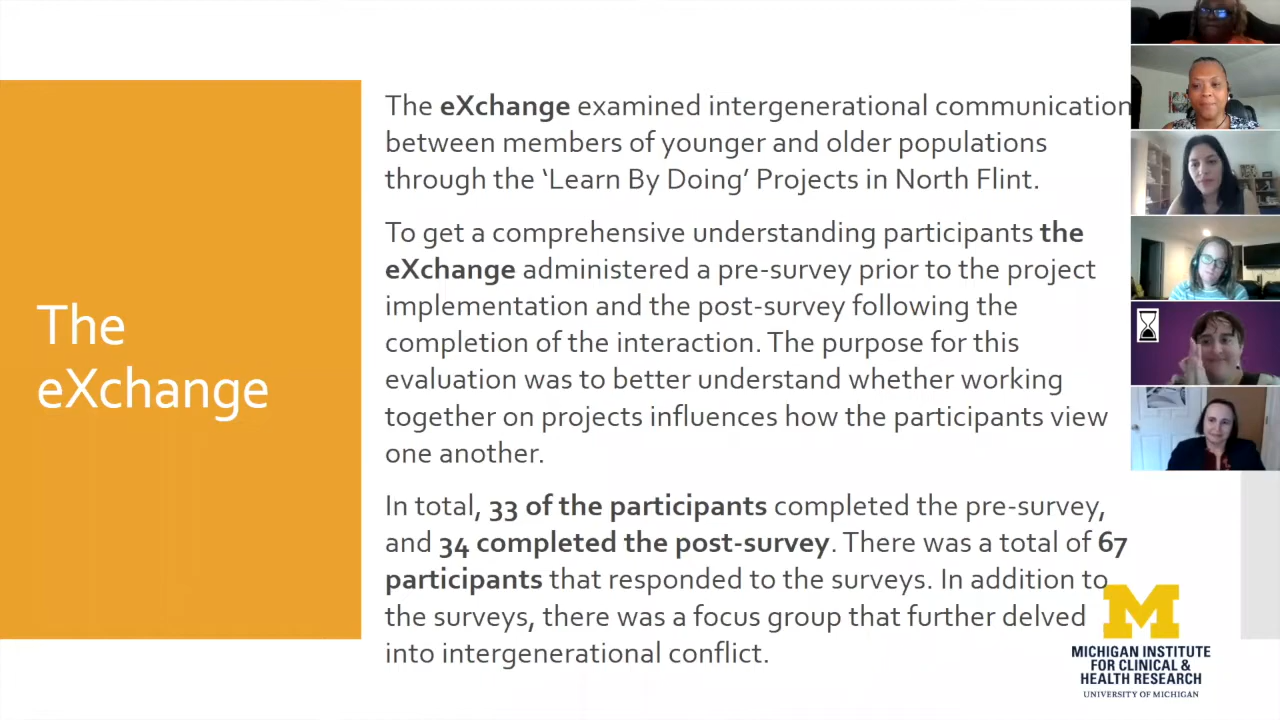 The
eXchange
The eXchange examined intergenerational communication
between members of younger and older populations
through the ‘Learn By Doing’ Projects in North Flint.
To get a comprehensive understanding participants the
eXchange administered a pre-survey prior to the project
implementation and the post-survey following the
completion of the interaction. The purpose for this
evaluation was to better understand whether working
together on projects influences how the participants view
one another.
In total, 33 of the participants completed the pre-survey,
and 34 completed the post-survey. There was a total of 67
participants that responded to the surveys. In addition to
the surveys, there was a focus group that further delved
into intergenerational conflict.
M
MICHIGAN INSTITUTE
FOR CLINICAL &
HEALTH RESEARCH
UNIVERSITY OF MICHIGAN